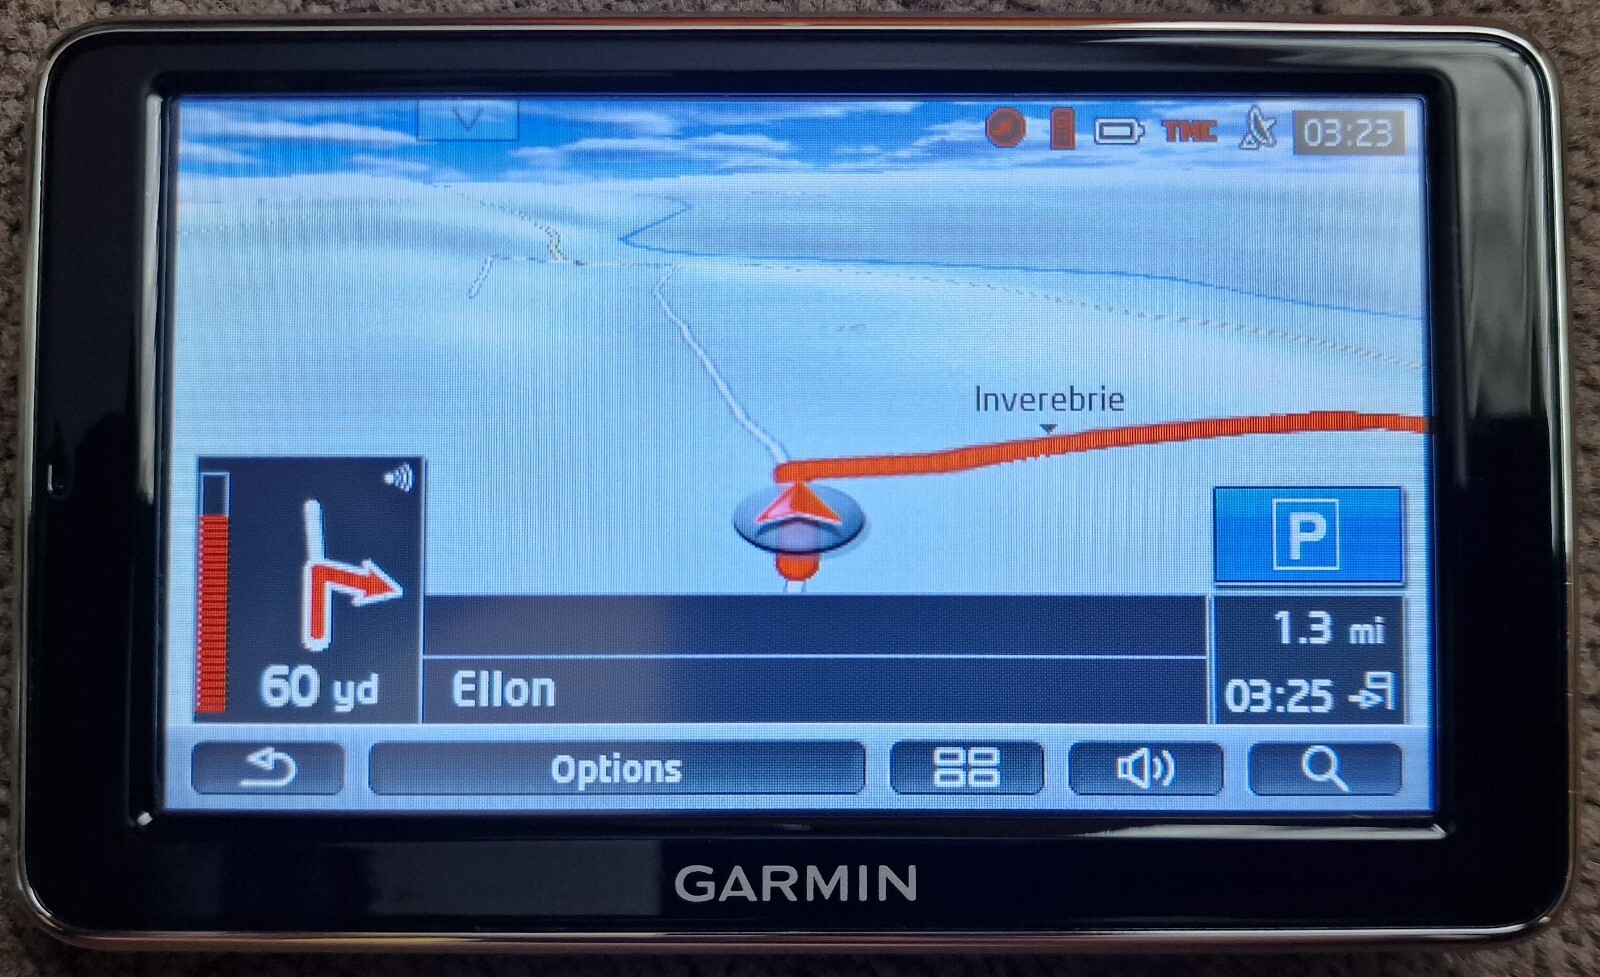 TMC
03:23
Inverebrie
P
1.3 mi
60 yd
Ellon
03:25
Options
GARMIN